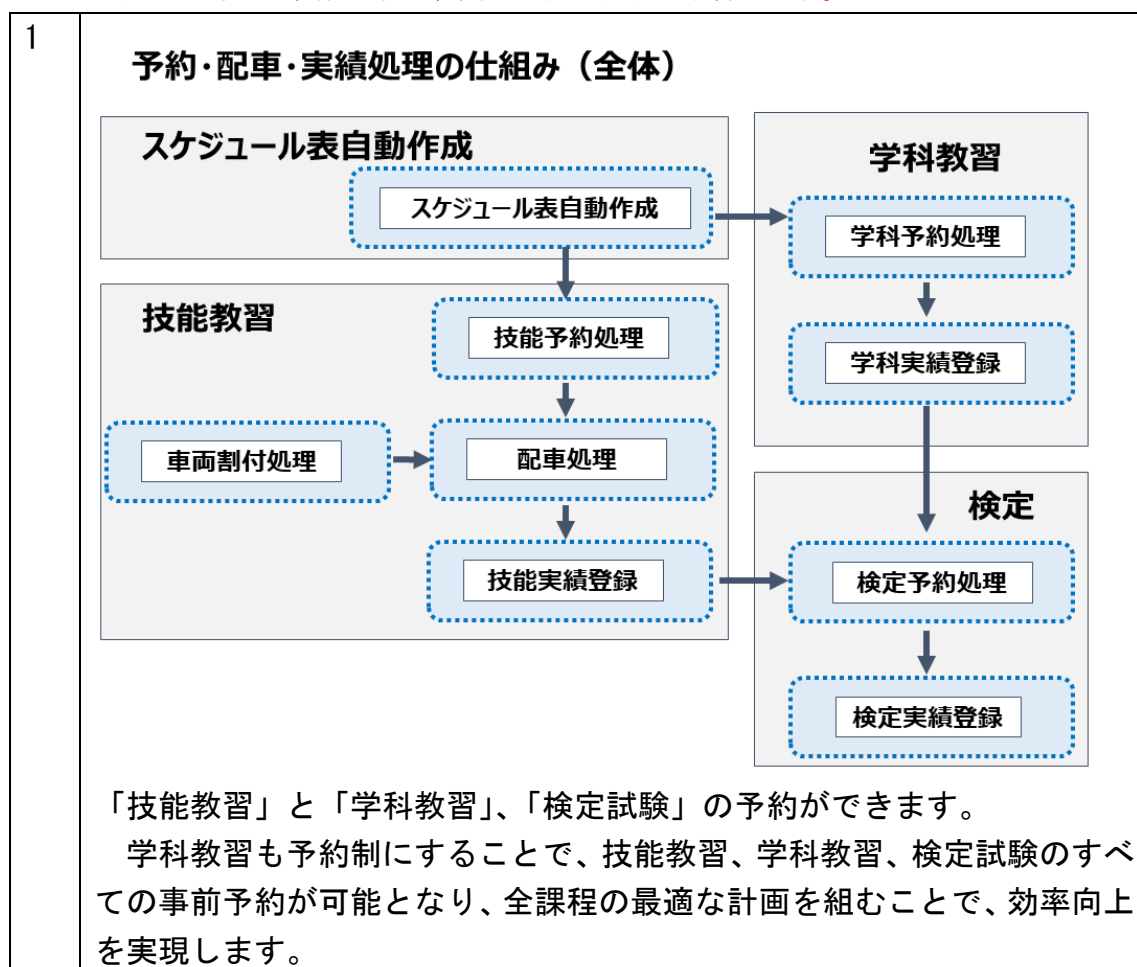 1
予約・配車・実績処理の仕組み（全体）
スケジュール表自動作成
スケジュール表自動作成
学科教習
学科予約処理
学科実績登録
技能教習
技能予約処理
車両割付処理
配車処理
技能実績登録
検定
検定予約処理
検定実績登録
「技能教習」と「学科教習」、「検定試験」の予約ができます。
学科教習も予約制にすることで、技能教習、学科教習、検定試験のすべ
ての事前予約が可能となり、全課程の最適な計画を組むことで、効率向上
を実現します。